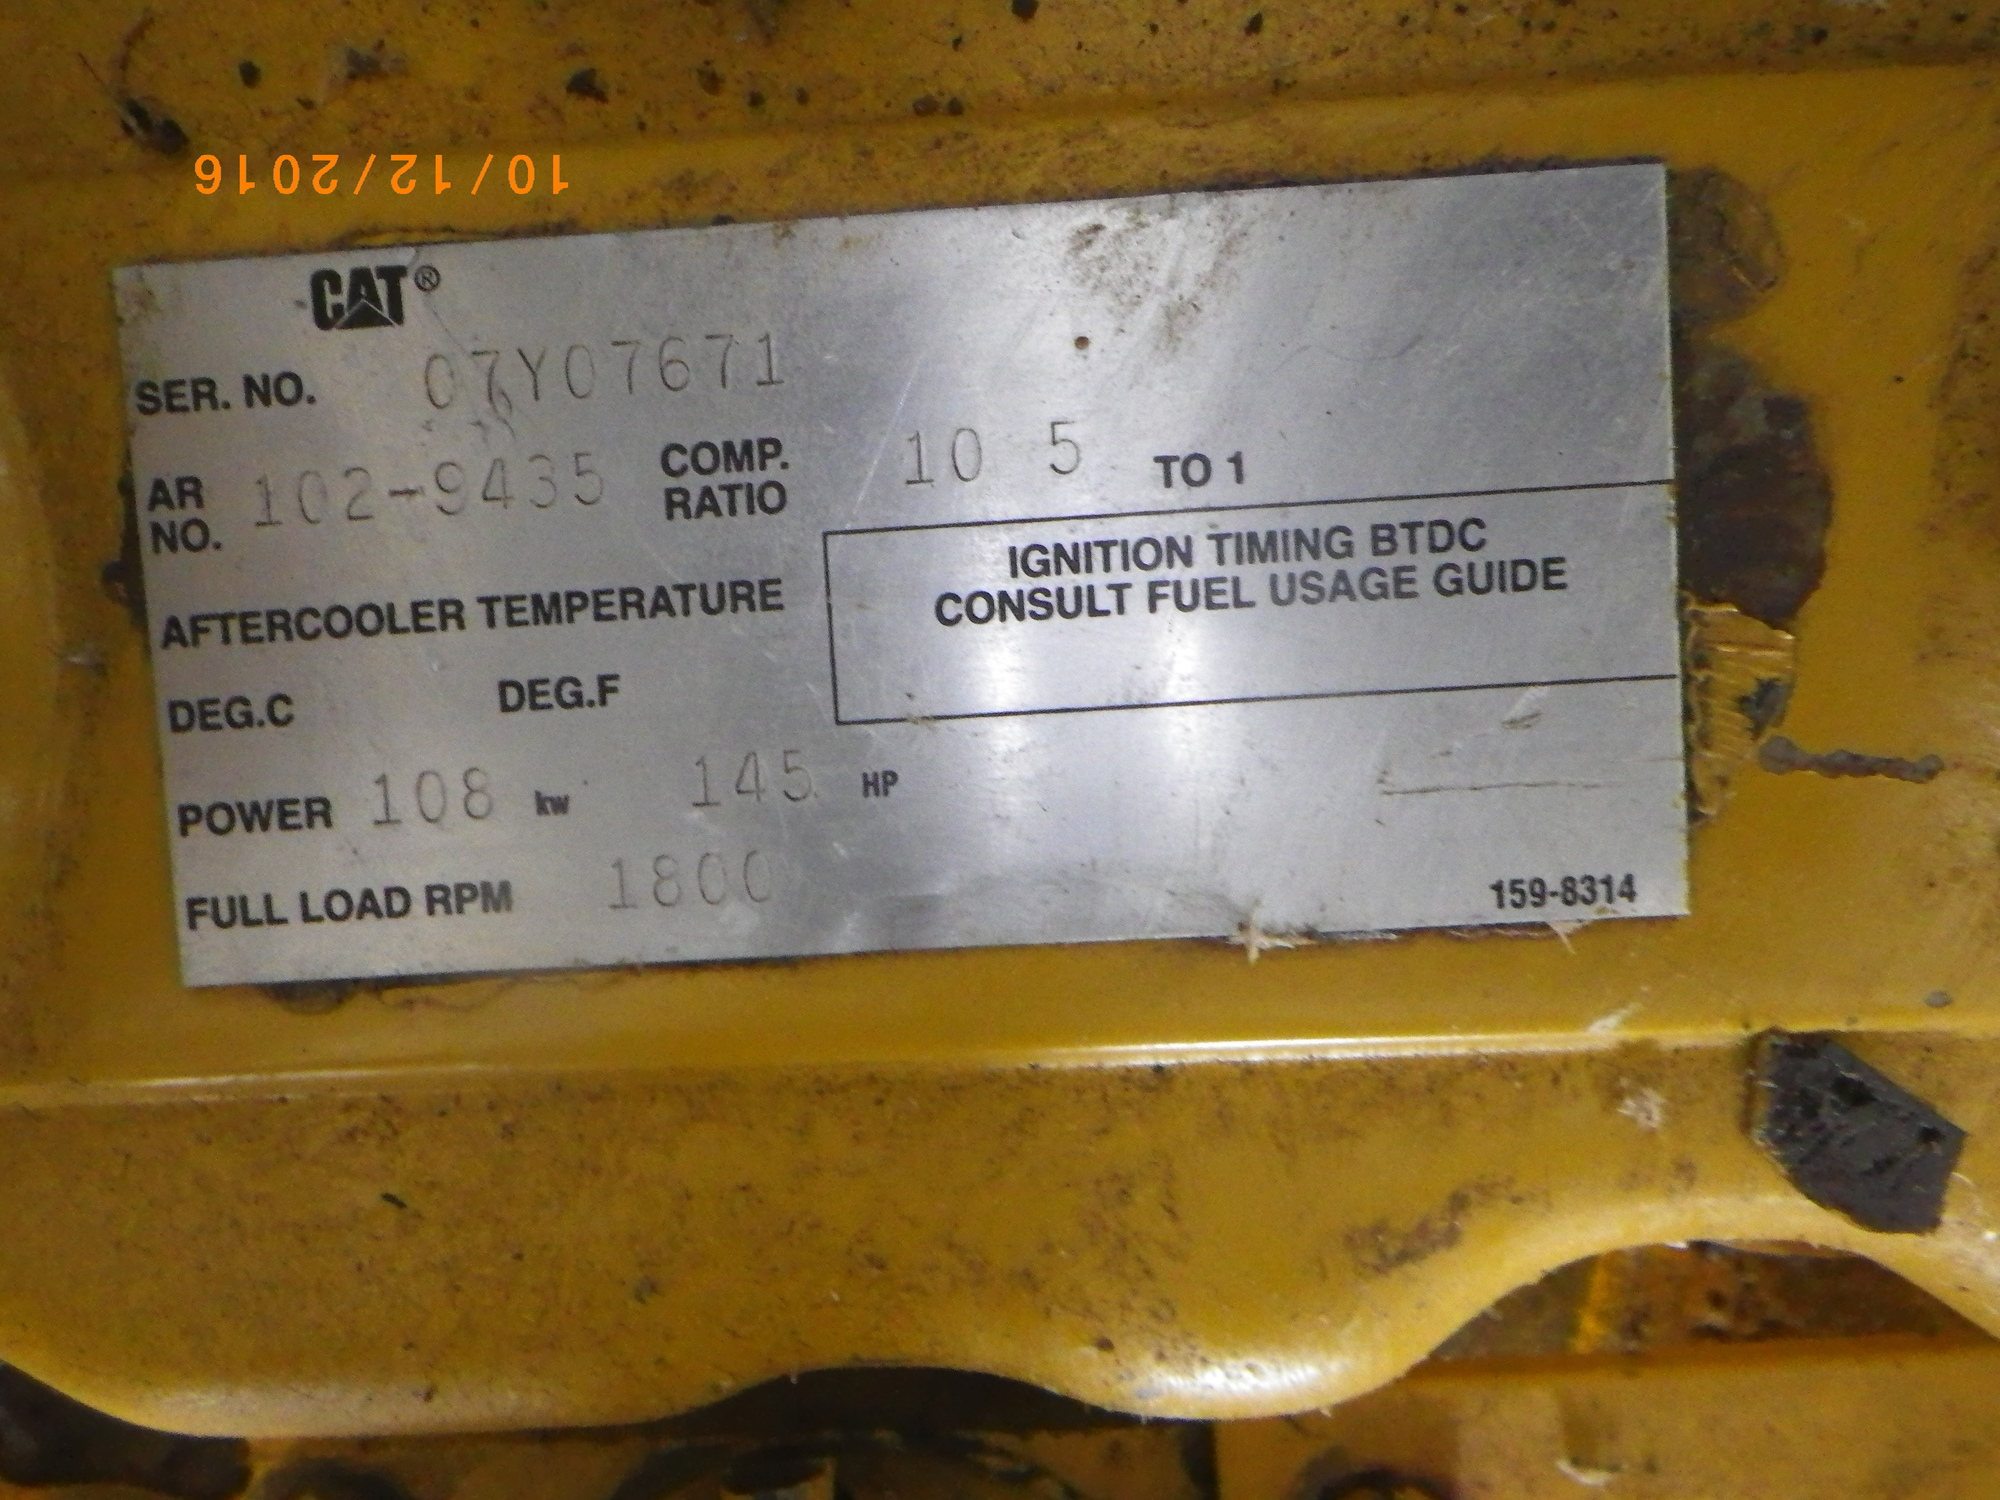 10/12/2016
CAT®
SER. NO. 07Y07671
AR NO. 102-9435 COMP. RATIO 10 5 TO 1
IGNITION TIMING BTDC
CONSULT FUEL USAGE GUIDE
AFTERCOOLER TEMPERATURE
DEG.C DEG.F
POWER 108 kw 145 HP
FULL LOAD RPM 1800
159-8314